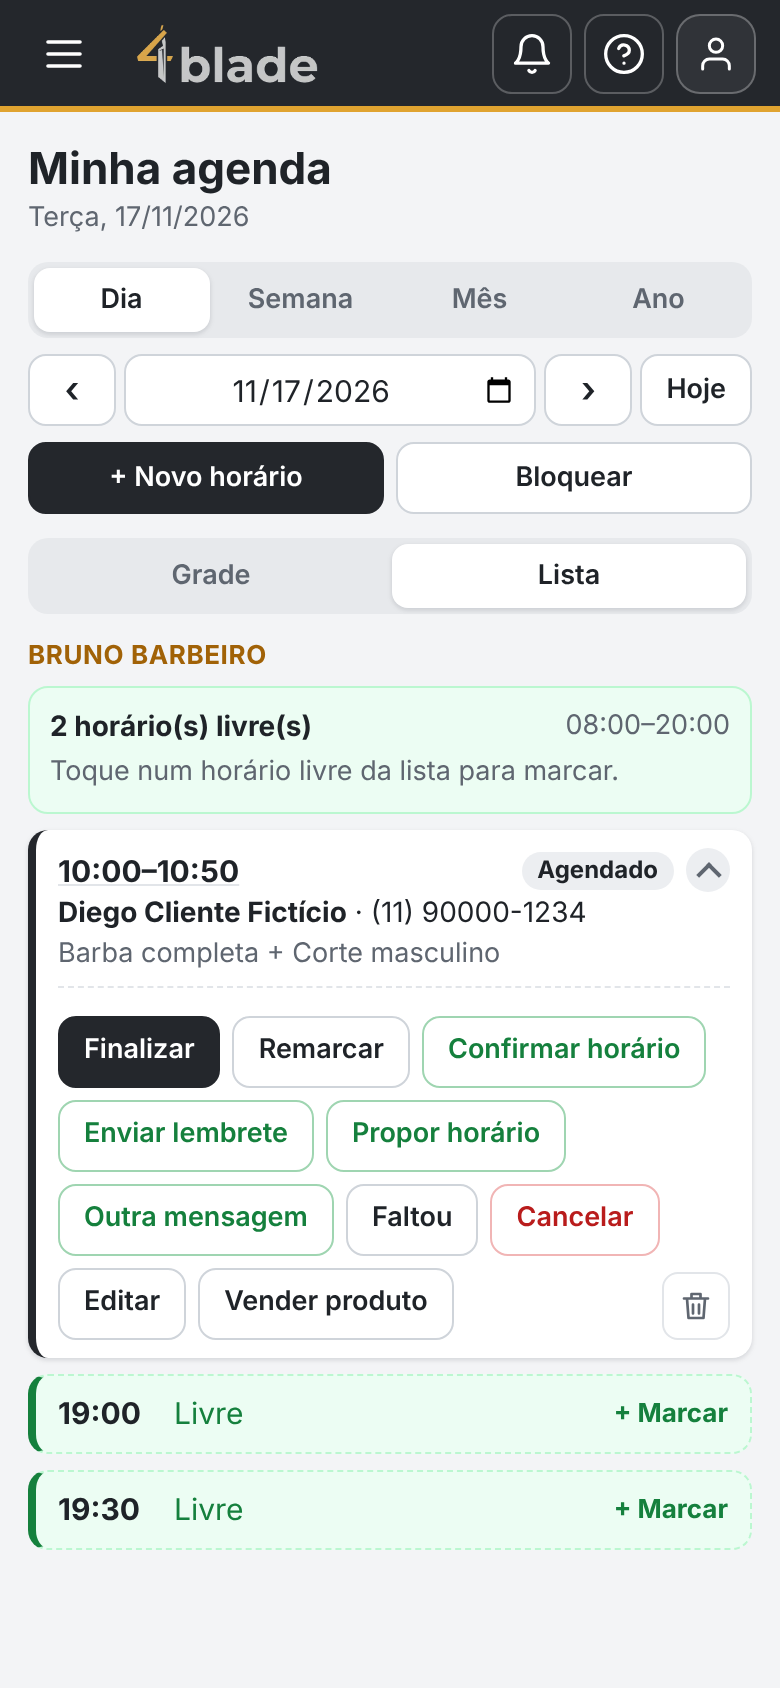 4blade
Minha agenda
Terça, 17/11/2026
Dia Semana Mês Ano
‹ 11/17/2026 › Hoje
+ Novo horário Bloquear
Grade Lista
BRUNO BARBEIRO
2 horário(s) livre(s) 08:00–20:00
Toque num horário livre da lista para marcar.
10:00–10:50 Agendado
Diego Cliente Fictício · (11) 90000-1234
Barba completa + Corte masculino
Finalizar Remarcar Confirmar horário
Enviar lembrete Propor horário
Outra mensagem Faltou Cancelar
Editar Vender produto
19:00 Livre + Marcar
19:30 Livre + Marcar